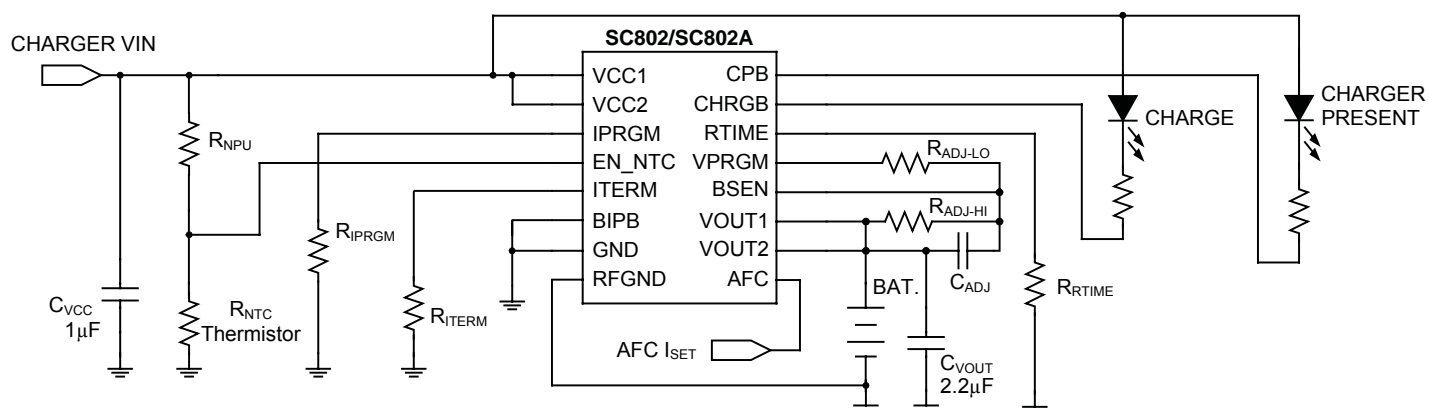 SC802/SC802A
CHARGER VIN
VCC1
VCC2
IPRGM
EN_NTC
ITERM
BIPB
GND
RFGND
CPB
CHRGB
RTIME
VPRGM
BSEN
VOUT1
VOUT2
AFC
CHARGE
CHARGER
PRESENT
RNPU
RADJ-LO
RADJ-HI
RIPRGM
CVCC
1μF
RNTC
Thermistor
RITERM
BAT.
CADJ
RRTIME
AFC ISET
CVOUT
2.2μF